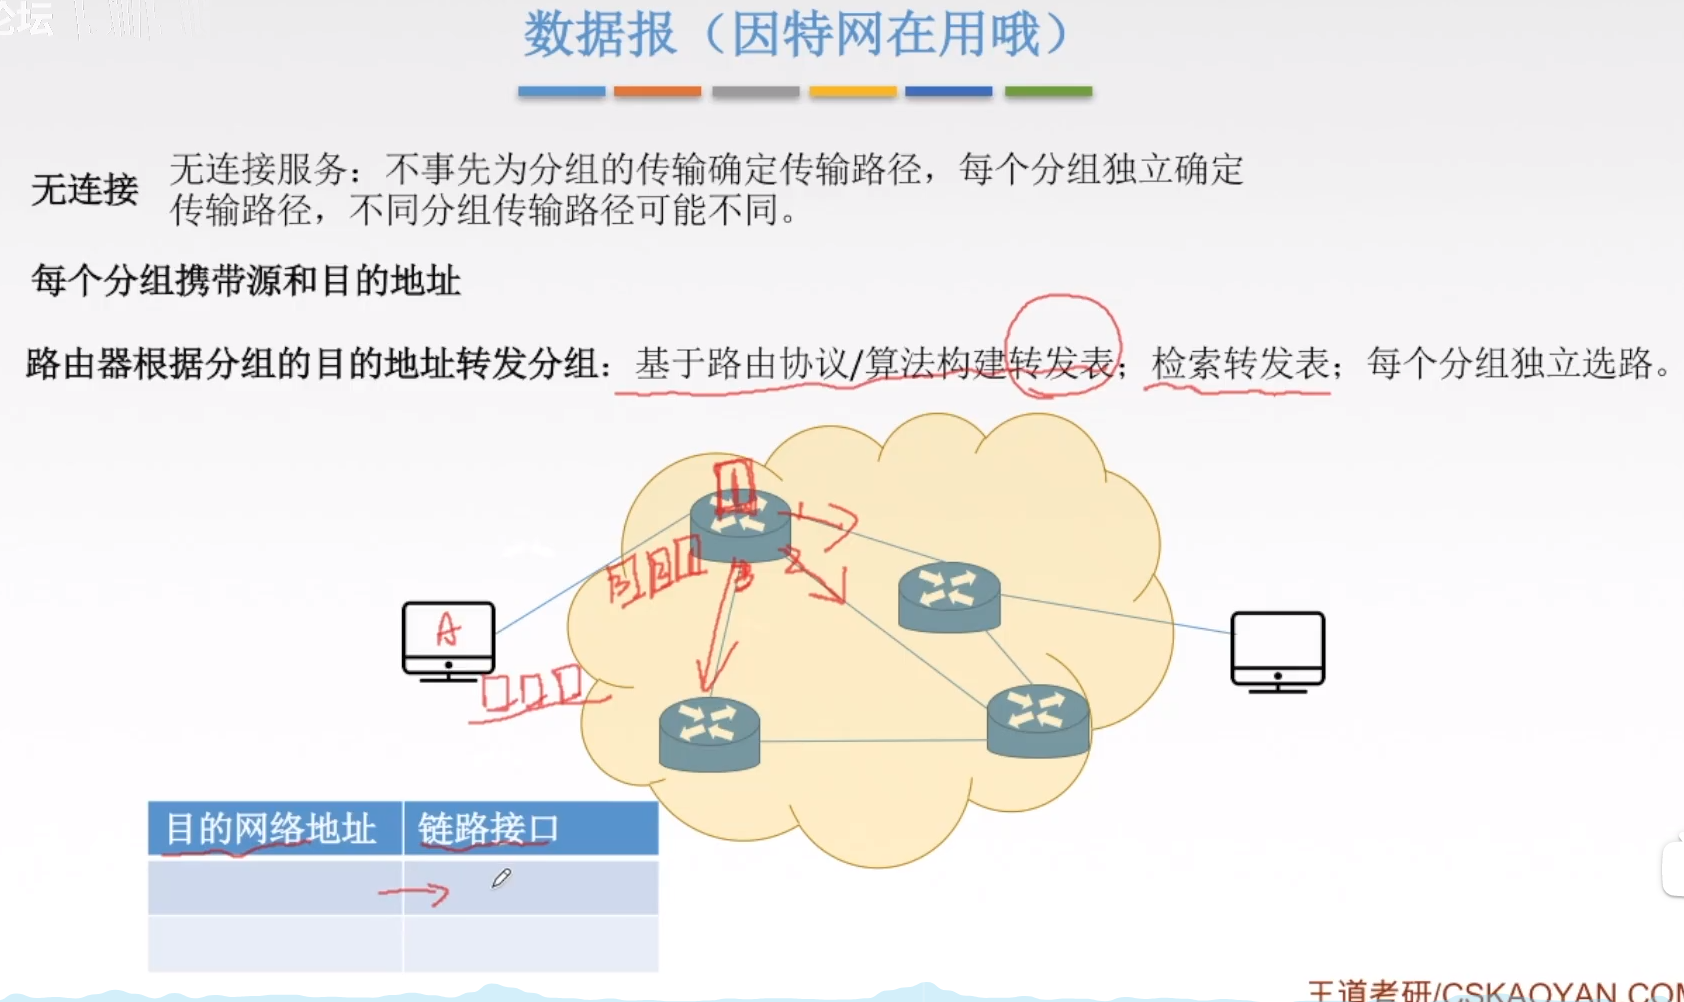 论坛
数据报（因特网在用哦）
无连接
无连接服务：不事先为分组的传输确定传输路径，每个分组独立确定
传输路径，不同分组传输路径可能不同。
每个分组携带源和目的地址
路由器根据分组的目的地址转发分组：基于路由协议/算法构建转发表；检索转发表；每个分组独立选路。
1
1
3 2 1
3
2
A
目的网络地址 链路接口
王道考研/CSKAOYAN.COM